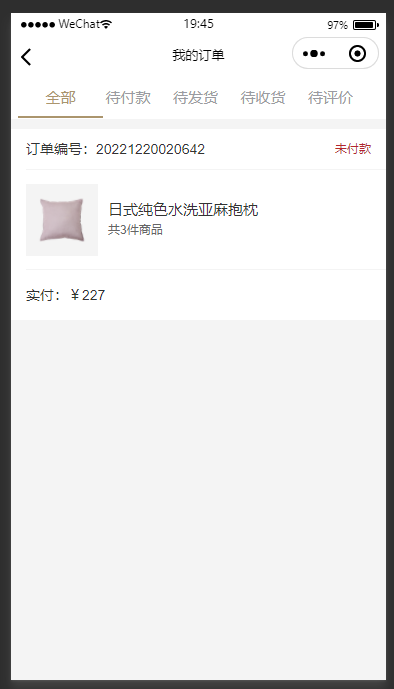 WeChat 19:45 97%
我的订单
全部 待付款 待发货 待收货 待评价
订单编号：20221220020642 未付款
日式纯色水洗亚麻抱枕
共3件商品
实付：￥227